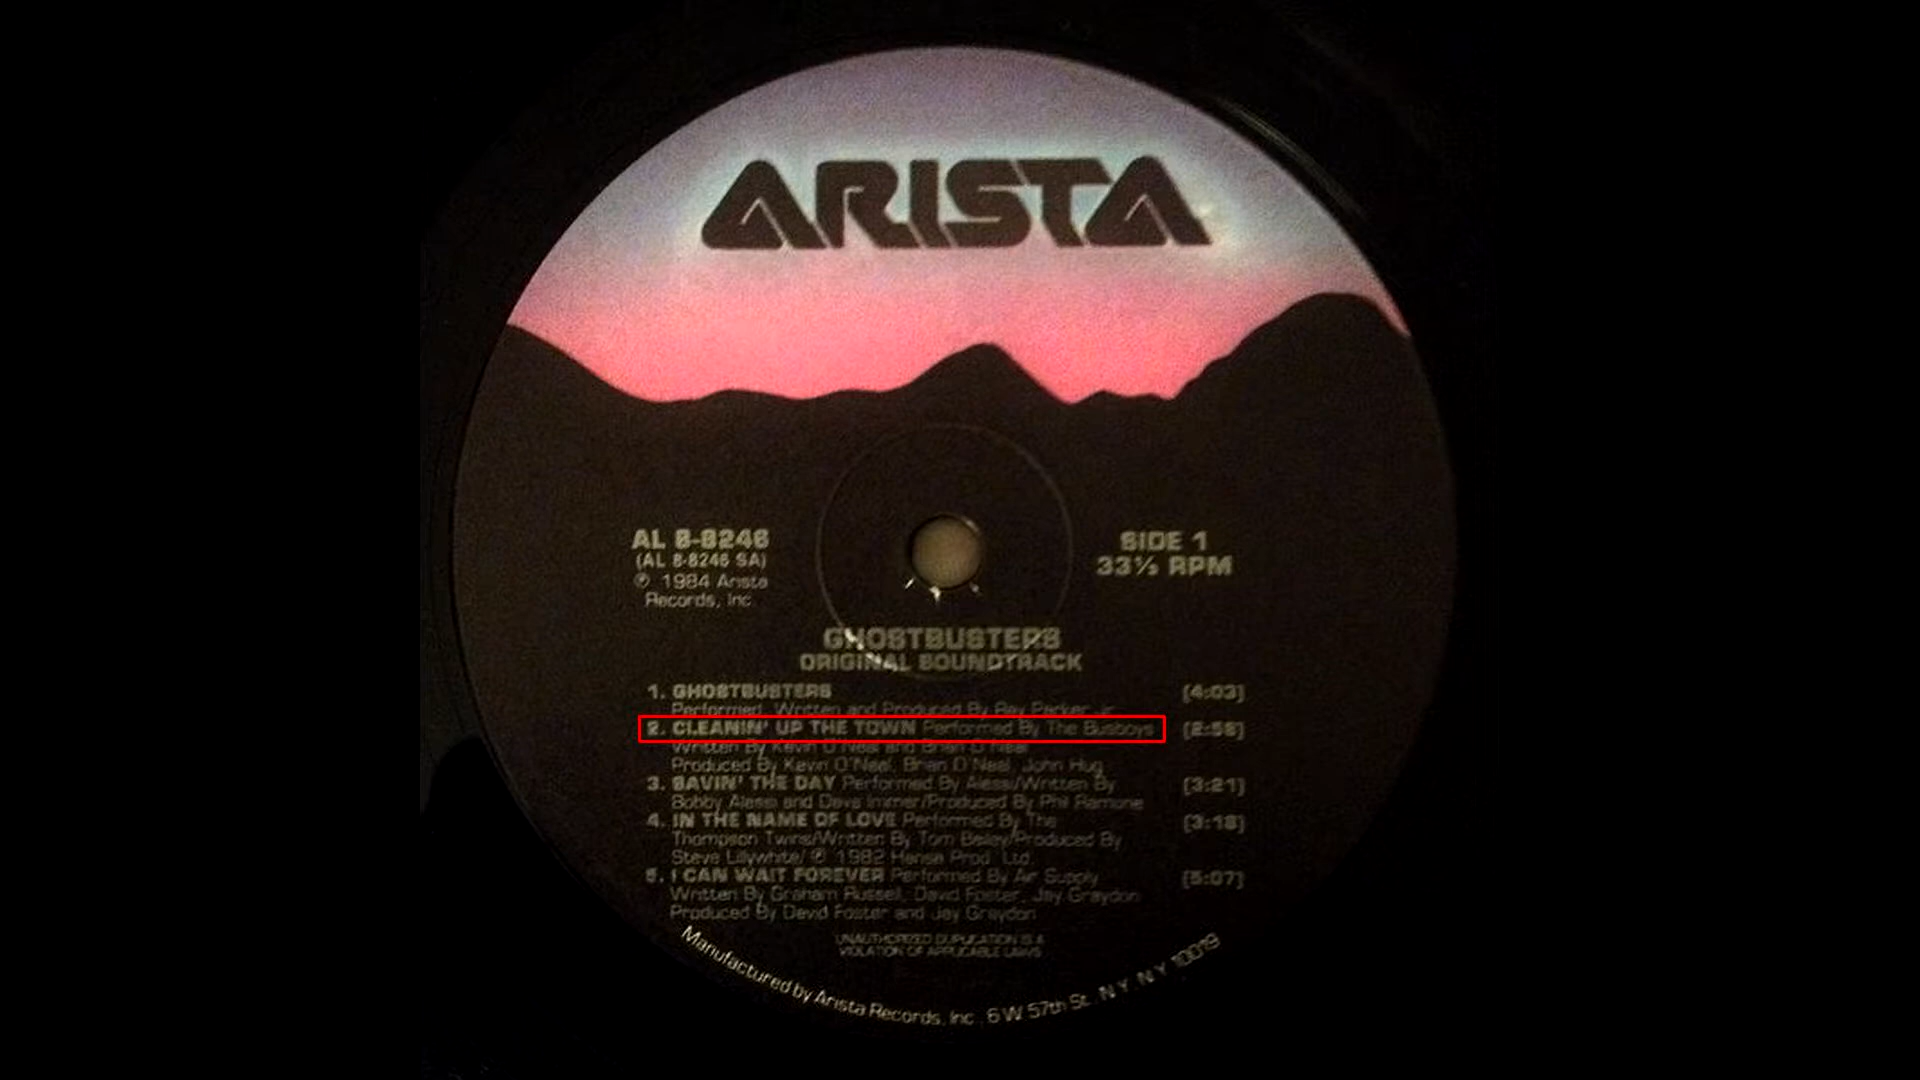 ARISTA
AL 8-8246
(AL 8-8246 SA)
℗ 1984 Arista
Records, Inc.
SIDE 1
33⅓ RPM
GHOSTBUSTERS
ORIGINAL SOUNDTRACK
1. GHOSTBUSTERS (4:03)
Performed, Written and Produced By Ray Parker Jr.
2. CLEANIN' UP THE TOWN Performed By The Busboys (2:58)
Written By Kevin O'Neal and Brian O'Neal
Produced By Kevin O'Neal, Brian O'Neal, John Hug
3. SAVIN' THE DAY Performed By Alessi/Written By (3:21)
Bobby Alessi and Dave Immer/Produced By Phil Ramone
4. IN THE NAME OF LOVE Performed By The (3:18)
Thompson Twins/Written By Tom Bailey/Produced By
Steve Lillywhite/ ℗ 1982 Hansa Prod. Ltd.
5. I CAN WAIT FOREVER Performed By Air Supply (5:07)
Written By Graham Russell, David Foster, Jay Graydon
Produced By David Foster and Jay Graydon
UNAUTHORIZED DUPLICATION IS A
VIOLATION OF APPLICABLE LAWS
Manufactured by Arista Records, Inc., 6 W. 57th St., N.Y. N.Y. 10019